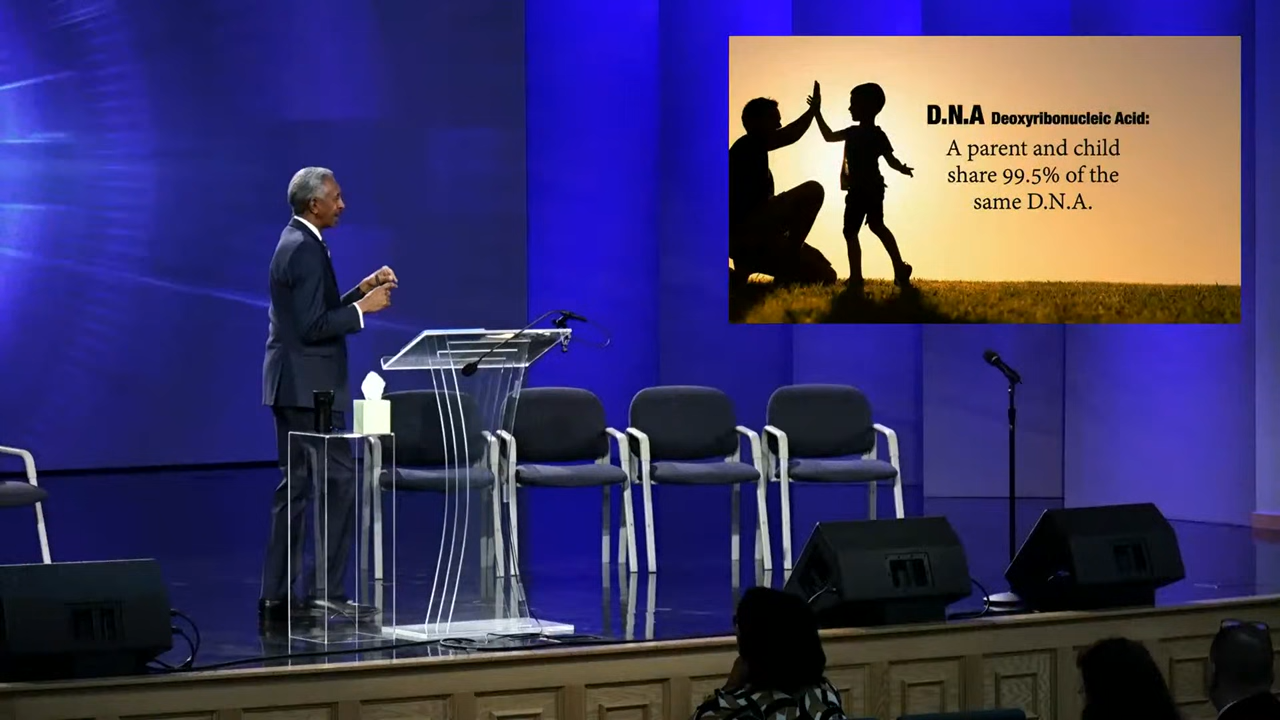 D.N.A Deoxyribonucleic Acid:
A parent and child
share 99.5% of the
same D.N.A.